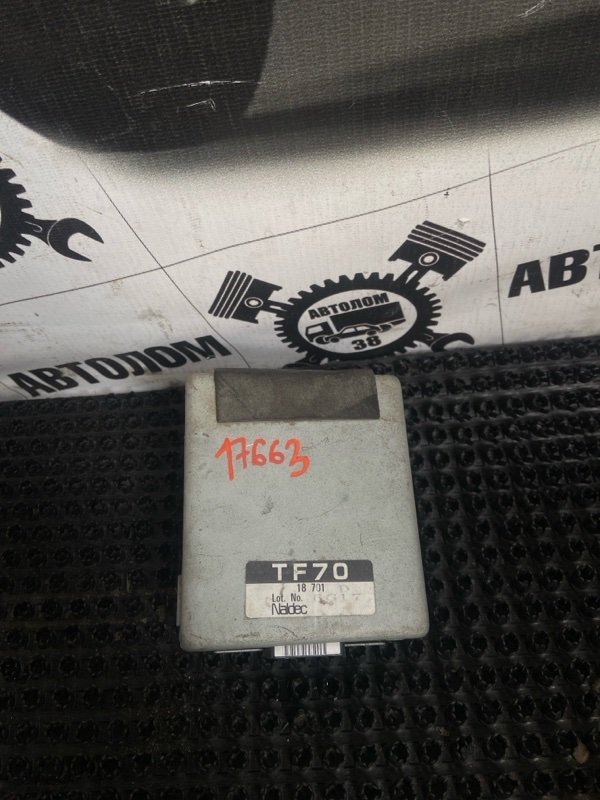 АВТОЛОМ
38
АВТОЛОМ
АВТ
17663
TF70
18 701
Lot. No.
Naldec